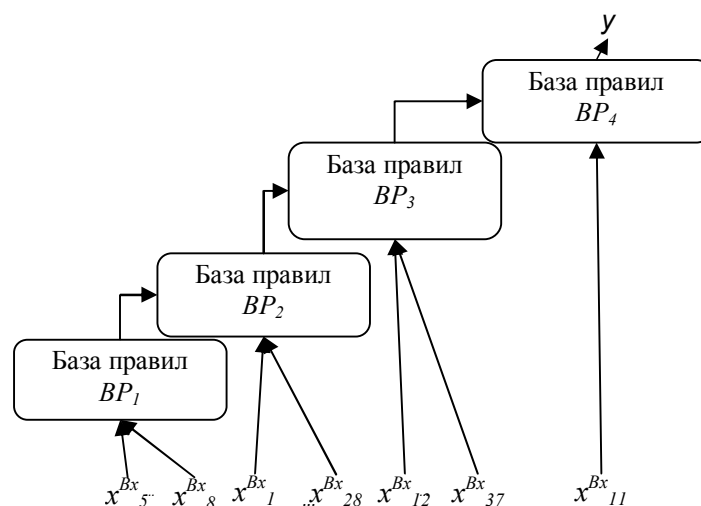 y
База правил
BP4
База правил
BP3
База правил
BP2
База правил
BP1
x^Bx_5.. x^Bx_8 x^Bx_1 ...x^Bx_28 x^Bx_12 x^Bx_37 x^Bx_11